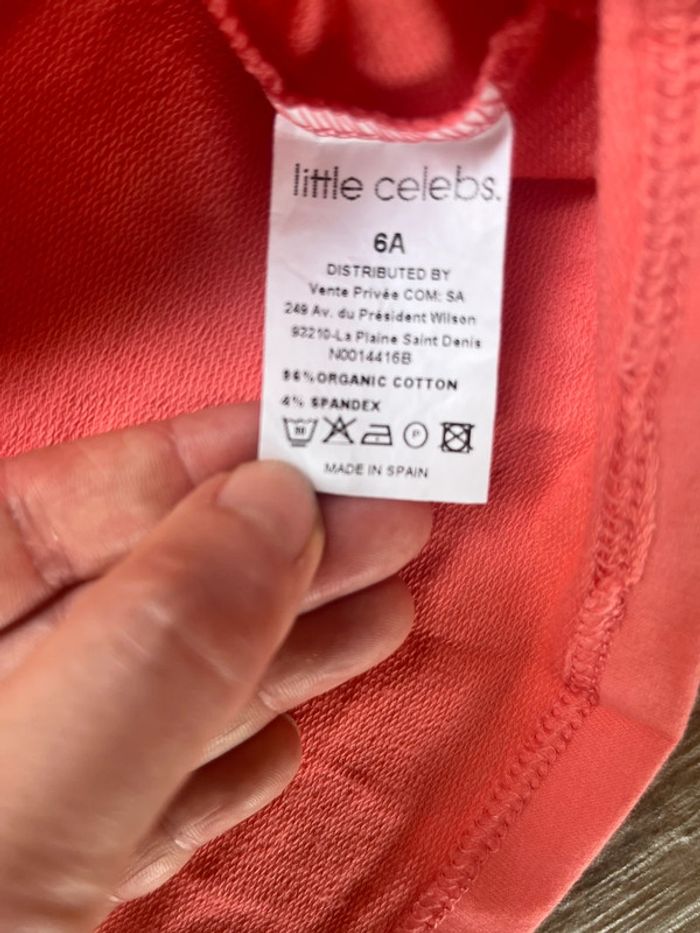 little celebs.
6A
DISTRIBUTED BY
Vente Privée COM: SA
249 Av. du Président Wilson
93210-La Plaine Saint Denis
N0014416B
96%ORGANIC COTTON
4% SPANDEX
P
MADE IN SPAIN